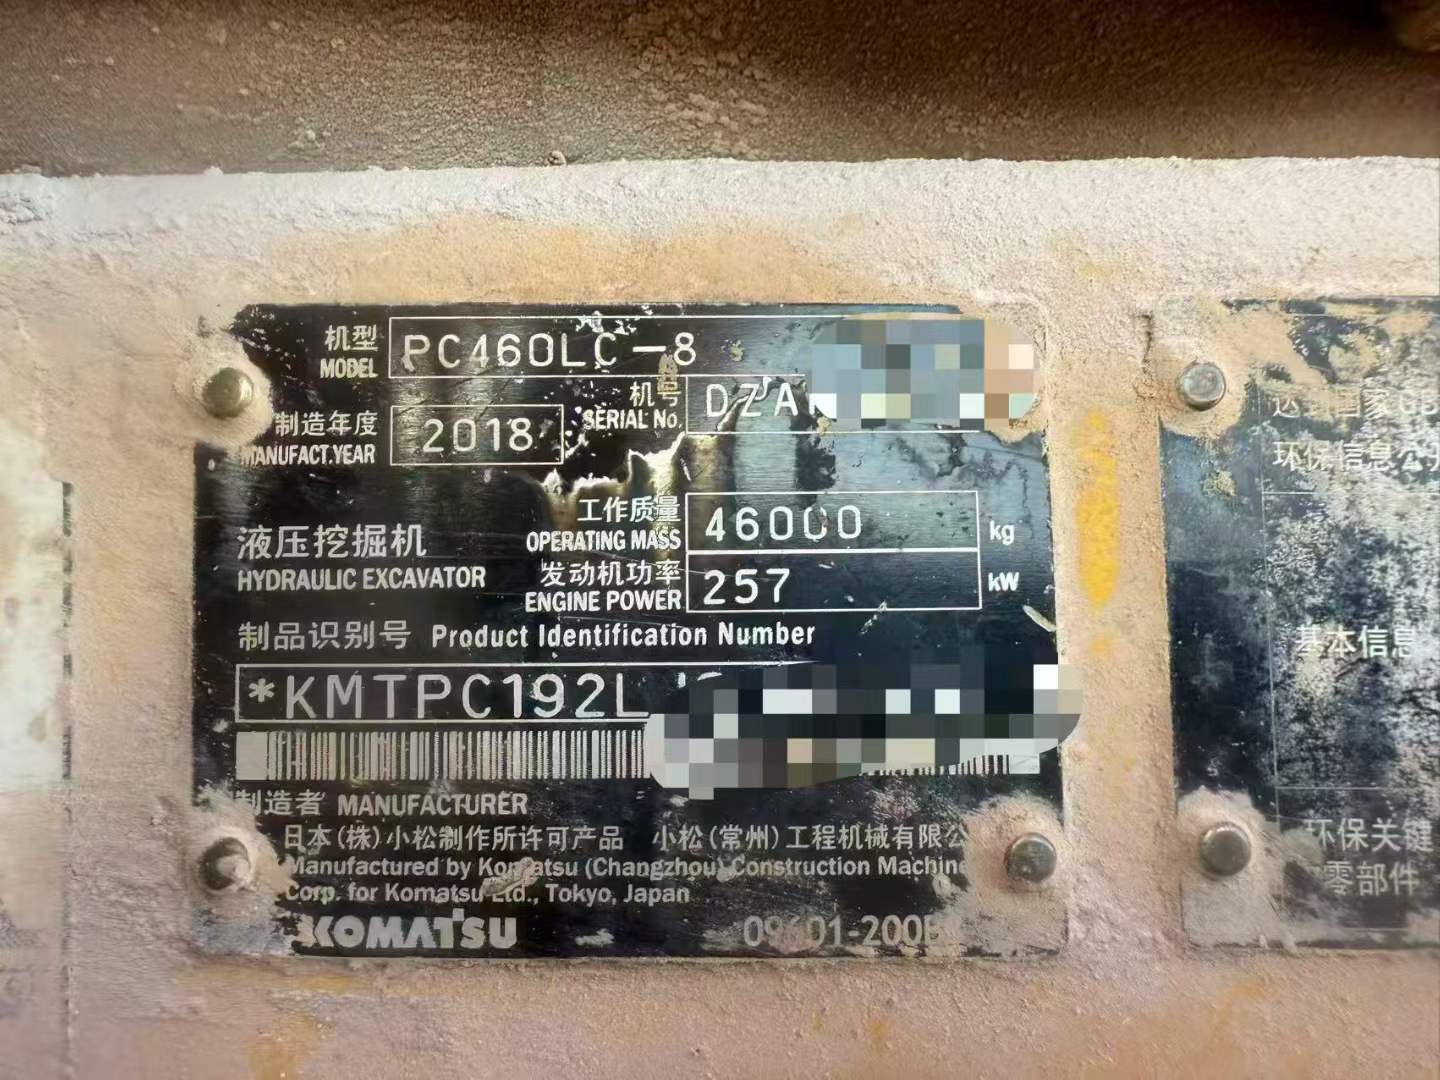 机型 MODEL PC460LC-8
机号 SERIAL No. DZA
制造年度 MANUFACT.YEAR 2018
工作质量 OPERATING MASS 46000 kg
液压挖掘机 HYDRAULIC EXCAVATOR
发动机功率 ENGINE POWER 257 kW
制品识别号 Product Identification Number
*KMTPC192L
制造者 MANUFACTURER
日本(株)小松制作所许可产品 小松(常州)工程机械有限公
Manufactured by Komatsu (Changzhou) Construction Machine
Corp. for Komatsu Ltd., Tokyo, Japan
KOMATSU
环保信息
基本信息
环保关键
零部件